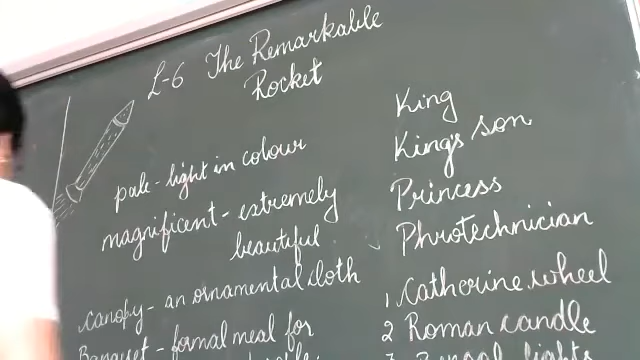 L-6 The Remarkable
Rocket
pale - light in colour
magnificent - extremely
beautiful
canopy - an ornamental cloth
Banquet - formal meal for
King
King's son
Princess
Phrotechnician
1 Catherine wheel
2 Roman candle
3 Bengal lights